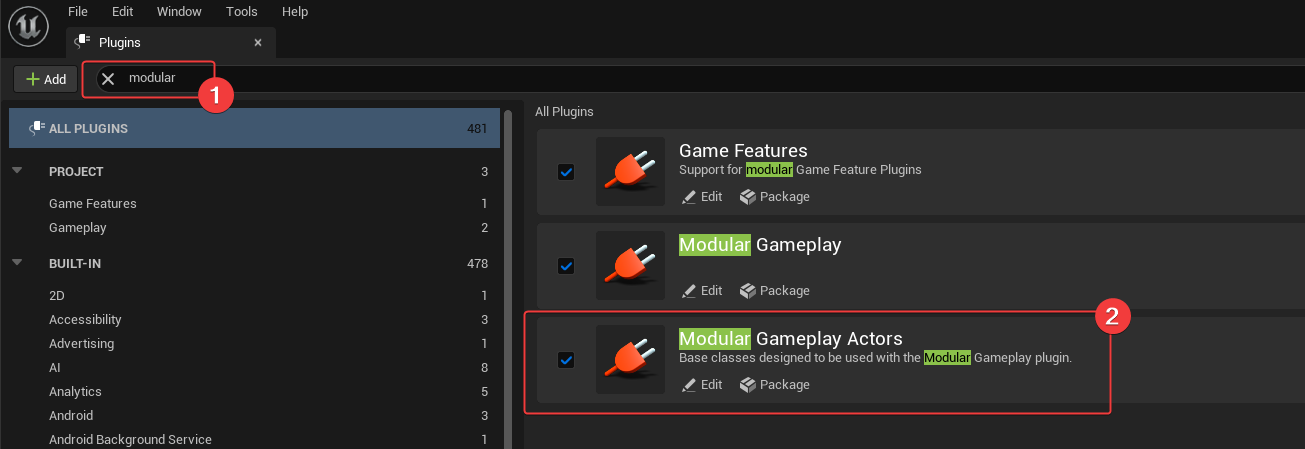 File Edit Window Tools Help
Plugins
Add
modular
1
ALL PLUGINS 481
PROJECT 3
Game Features 1
Gameplay 2
BUILT-IN 478
2D 1
Accessibility 3
Advertising 1
AI 8
Analytics 5
Android 3
Android Background Service 1
All Plugins
Game Features
Support for modular Game Feature Plugins
Edit Package
Modular Gameplay
Edit Package
2
Modular Gameplay Actors
Base classes designed to be used with the Modular Gameplay plugin.
Edit Package